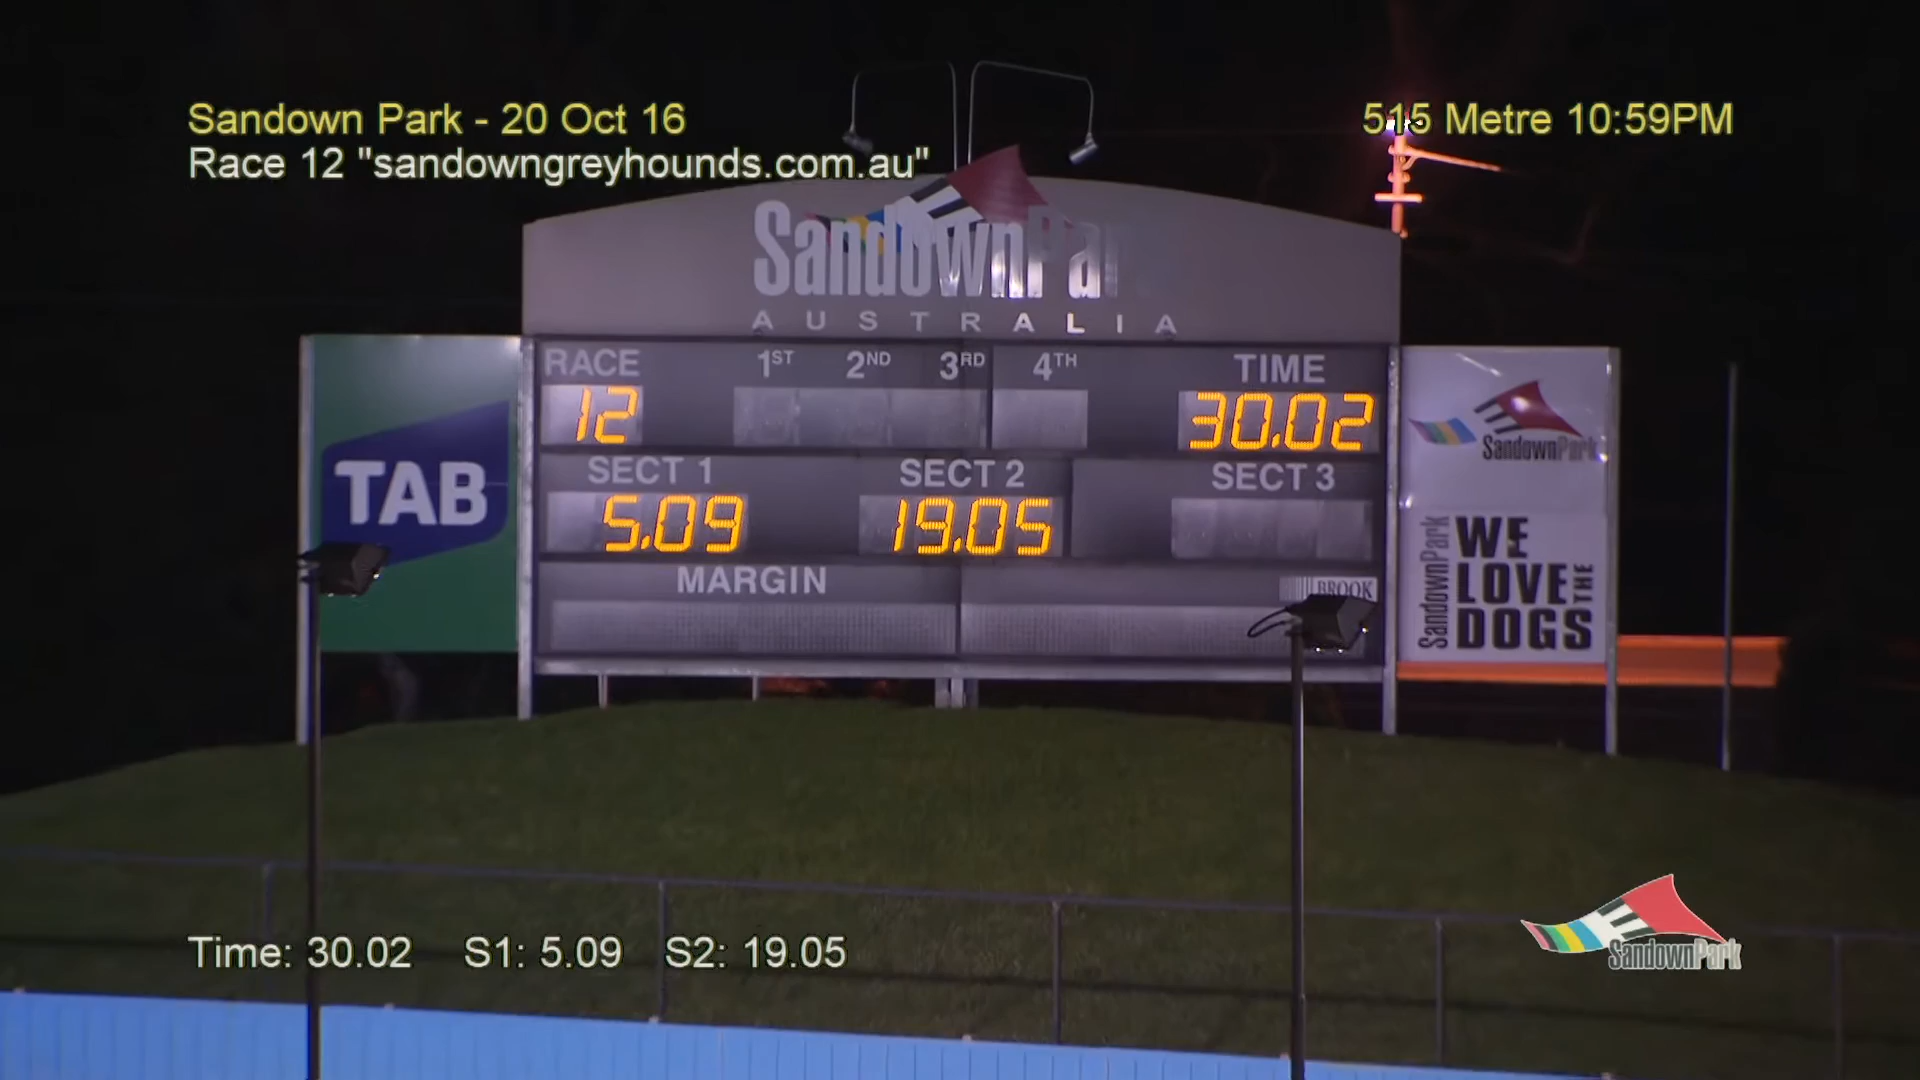 Sandown Park - 20 Oct 16
515 Metre 10:59PM
Race 12 "sandowngreyhounds.com.au"
SandownPa
AUSTRALIA
RACE 1ST 2ND 3RD 4TH TIME
12 30.02
SECT 1 SECT 2 SECT 3
5.09 19.05
MARGIN
BROOK
TAB
SandownPark
SandownPark
WE
LOVE THE
DOGS
Time: 30.02 S1: 5.09 S2: 19.05
SandownPark